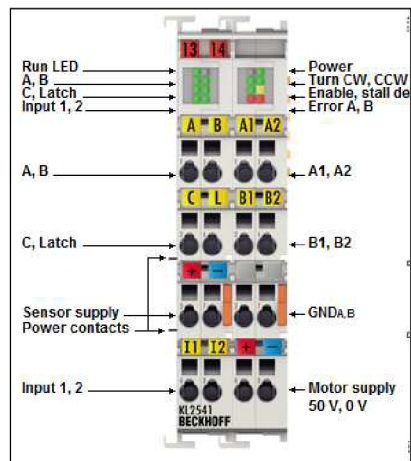 13 14
Run LED
Power
A, B
Turn CW, CCW
C, Latch
Enable, stall de
Input 1, 2
Error A, B
A B A1 A2
A, B
A1, A2
C L B1 B2
C, Latch
B1, B2
+ −
Sensor supply
GNDA,B
Power contacts
I1 I2 + −
Input 1, 2
Motor supply
50 V, 0 V
KL2541
BECKHOFF